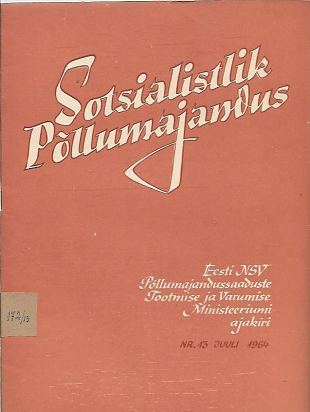 Sotsialistlik
Põllumajandus
Eesti NSV
Põllumajandussaaduste
Tootmise ja Varumise
Ministeeriumi
ajakiri
NR. 13 JUULI 1964